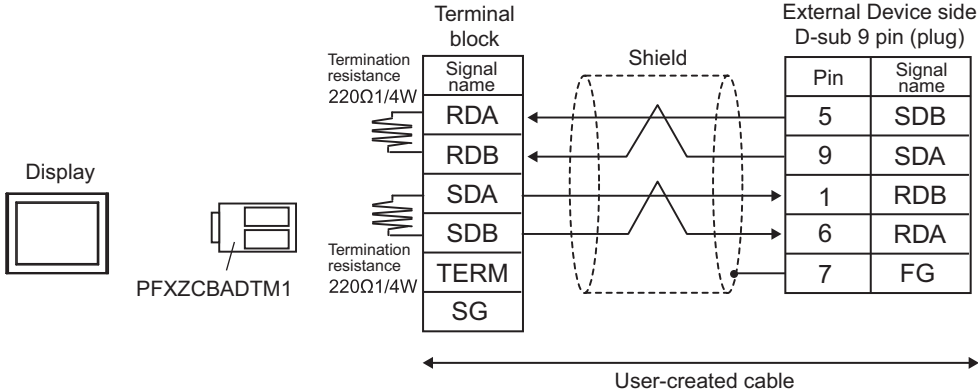 Display
PFXZCBADTM1
Termination
resistance
220Ω1/4W
Termination
resistance
220Ω1/4W
Terminal
block
Signal
name
RDA
RDB
SDA
SDB
TERM
SG
Shield
External Device side
D-sub 9 pin (plug)
Pin Signal
name
5 SDB
9 SDA
1 RDB
6 RDA
7 FG
User-created cable